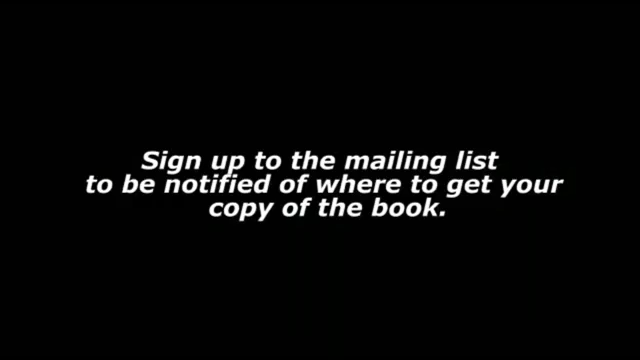 Sign up to the mailing list
to be notified of where to get your
copy of the book.